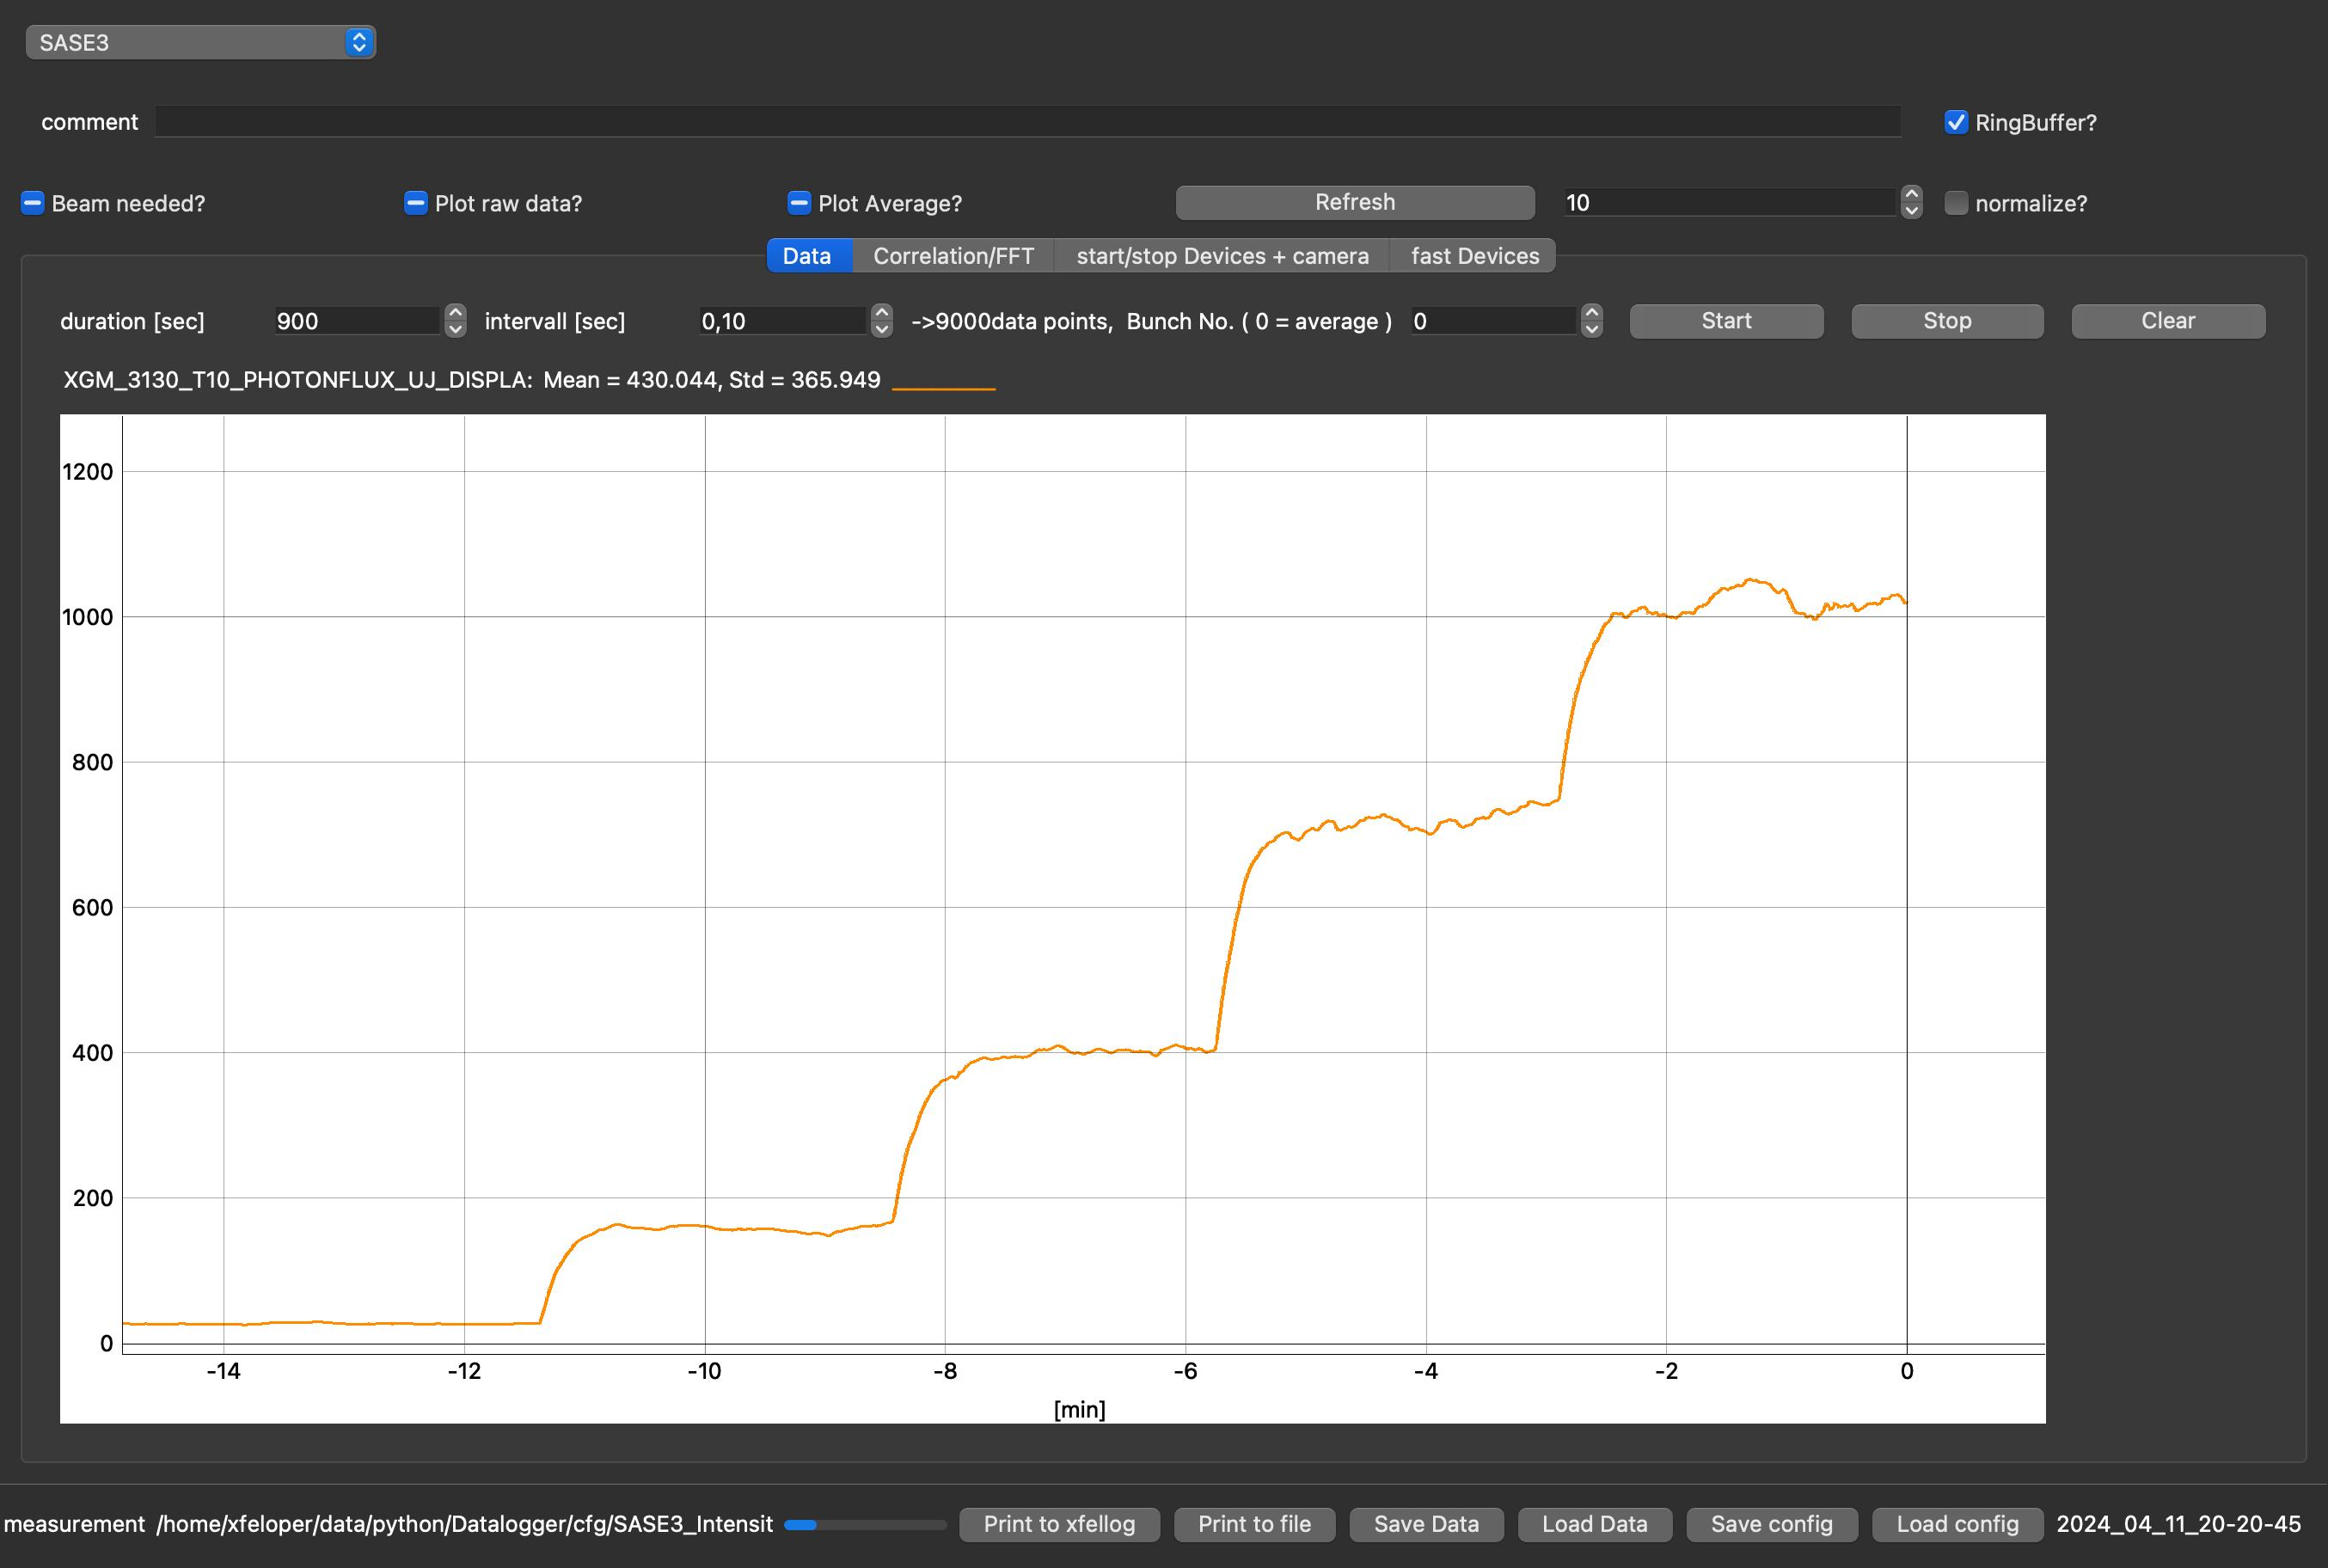 SASE3
comment RingBuffer?
Beam needed? Plot raw data? Plot Average? Refresh 10 normalize?
Data Correlation/FFT start/stop Devices + camera fast Devices
duration [sec] 900 intervall [sec] 0,10 ->9000data points, Bunch No. ( 0 = average ) 0 Start Stop Clear
XGM_3130_T10_PHOTONFLUX_UJ_DISPLA: Mean = 430.044, Std = 365.949
1200
1000
800
600
400
200
0
-14 -12 -10 -8 -6 -4 -2 0
[min]
measurement /home/xfeloper/data/python/Datalogger/cfg/SASE3_Intensit Print to xfellog Print to file Save Data Load Data Save config Load config 2024_04_11_20-20-45